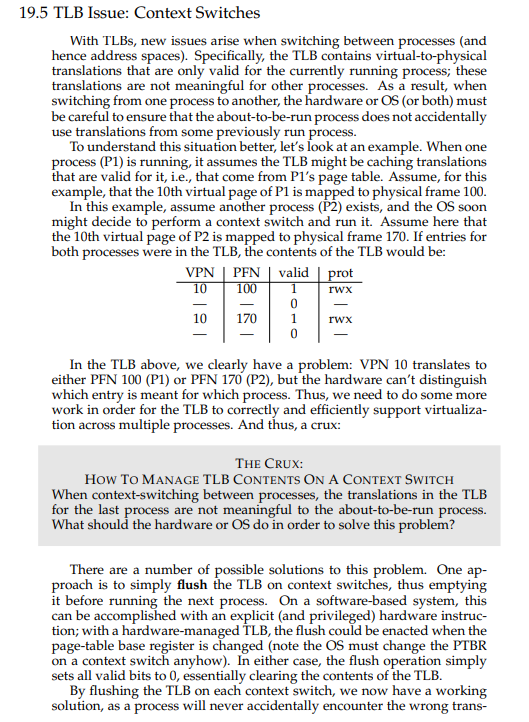 19.5 TLB Issue: Context Switches
With TLBs, new issues arise when switching between processes (and
hence address spaces). Specifically, the TLB contains virtual-to-physical
translations that are only valid for the currently running process; these
translations are not meaningful for other processes. As a result, when
switching from one process to another, the hardware or OS (or both) must
be careful to ensure that the about-to-be-run process does not accidentally
use translations from some previously run process.
To understand this situation better, let's look at an example. When one
process (P1) is running, it assumes the TLB might be caching translations
that are valid for it, i.e., that come from P1's page table. Assume, for this
example, that the 10th virtual page of P1 is mapped to physical frame 100.
In this example, assume another process (P2) exists, and the OS soon
might decide to perform a context switch and run it. Assume here that
the 10th virtual page of P2 is mapped to physical frame 170. If entries for
both processes were in the TLB, the contents of the TLB would be:
VPN PFN valid prot
10 100 1 rwx
— — 0 —
10 170 1 rwx
— — 0 —
In the TLB above, we clearly have a problem: VPN 10 translates to
either PFN 100 (P1) or PFN 170 (P2), but the hardware can't distinguish
which entry is meant for which process. Thus, we need to do some more
work in order for the TLB to correctly and efficiently support virtualiza-
tion across multiple processes. And thus, a crux:
THE CRUX:
HOW TO MANAGE TLB CONTENTS ON A CONTEXT SWITCH
When context-switching between processes, the translations in the TLB
for the last process are not meaningful to the about-to-be-run process.
What should the hardware or OS do in order to solve this problem?
There are a number of possible solutions to this problem. One ap-
proach is to simply flush the TLB on context switches, thus emptying
it before running the next process. On a software-based system, this
can be accomplished with an explicit (and privileged) hardware instruc-
tion; with a hardware-managed TLB, the flush could be enacted when the
page-table base register is changed (note the OS must change the PTBR
on a context switch anyhow). In either case, the flush operation simply
sets all valid bits to 0, essentially clearing the contents of the TLB.
By flushing the TLB on each context switch, we now have a working
solution, as a process will never accidentally encounter the wrong trans-